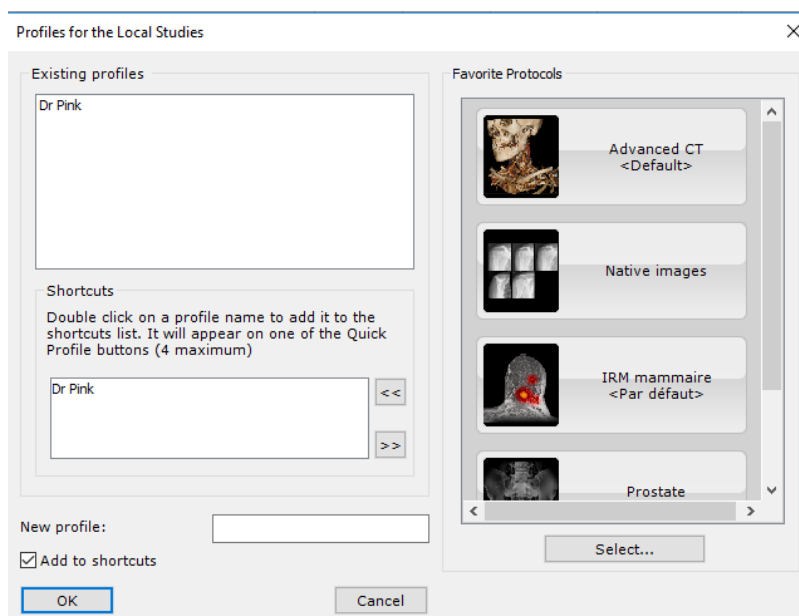 Profiles for the Local Studies
Existing profiles
Dr Pink
Shortcuts
Double click on a profile name to add it to the
shortcuts list. It will appear on one of the Quick
Profile buttons (4 maximum)
Dr Pink
<<
>>
New profile:
Add to shortcuts
OK
Cancel
Favorite Protocols
Advanced CT
<Default>
Native images
IRM mammaire
<Par défaut>
Prostate
Select...